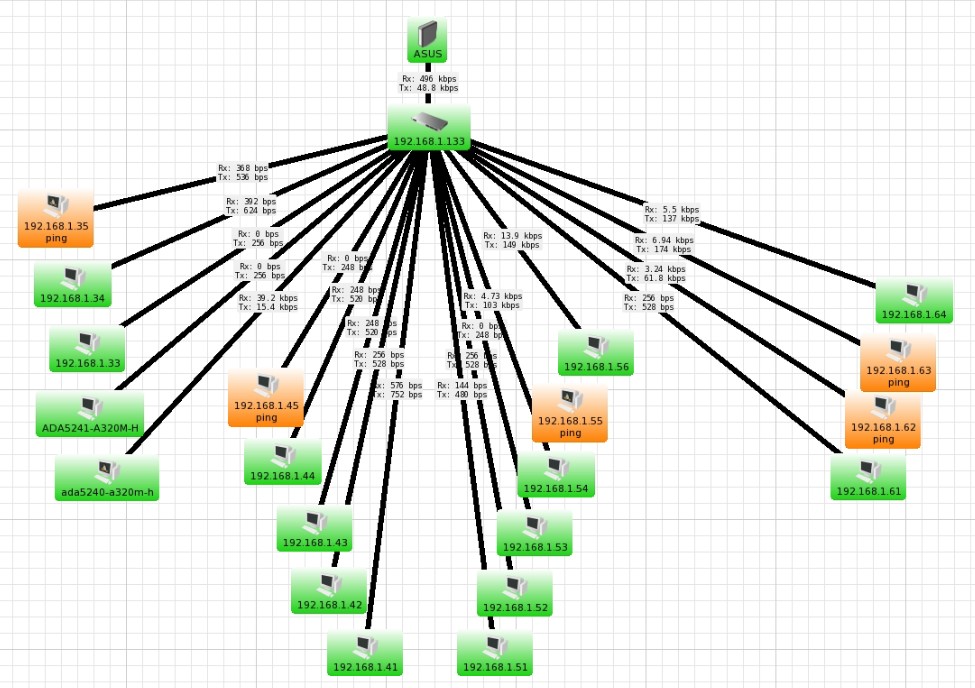 ASUS
Rx: 496 kbps
Tx: 48.8 kbps
192.168.1.133
Rx: 368 bps
Tx: 536 bps
Rx: 392 bps
Tx: 624 bps
Rx: 0 bps
Tx: 256 bps
Rx: 0 bps
Tx: 256 bps
Rx: 39.2 kbps
Tx: 15.4 kbps
Rx: 0 bps
Tx: 248 bps
Rx: 248 bps
Tx: 520 bps
Rx: 248 bps
Tx: 520 bps
Rx: 256 bps
Tx: 528 bps
Rx: 576 bps
Tx: 752 bps
Rx: 13.9 kbps
Tx: 149 kbps
Rx: 4.73 kbps
Tx: 103 kbps
Rx: 0 bps
Tx: 248 bps
Rx: 256 bps
Tx: 528 bps
Rx: 144 bps
Tx: 480 bps
Rx: 5.5 kbps
Tx: 137 kbps
Rx: 6.94 kbps
Tx: 174 kbps
Rx: 3.24 kbps
Tx: 61.8 kbps
Rx: 256 bps
Tx: 528 bps
192.168.1.35
ping
192.168.1.34
192.168.1.33
ADA5241-A320M-H
ada5240-a320m-h
192.168.1.45
ping
192.168.1.44
192.168.1.43
192.168.1.42
192.168.1.41
192.168.1.56
192.168.1.55
ping
192.168.1.54
192.168.1.53
192.168.1.52
192.168.1.51
192.168.1.64
192.168.1.63
ping
192.168.1.62
ping
192.168.1.61